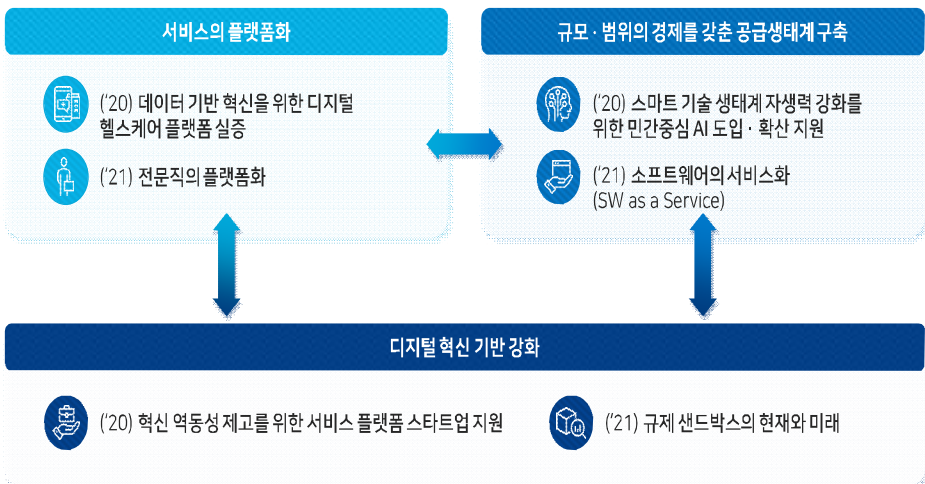 서비스의 플랫폼화
('20) 데이터 기반 혁신을 위한 디지털
헬스케어 플랫폼 실증
('21) 전문직의 플랫폼화
규모·범위의 경제를 갖춘 공급생태계 구축
('20) 스마트 기술 생태계 자생력 강화를
위한 민간중심 AI 도입·확산 지원
('21) 소프트웨어의 서비스화
(SW as a Service)
디지털 혁신 기반 강화
('20) 혁신 역동성 제고를 위한 서비스 플랫폼 스타트업 지원
('21) 규제 샌드박스의 현재와 미래